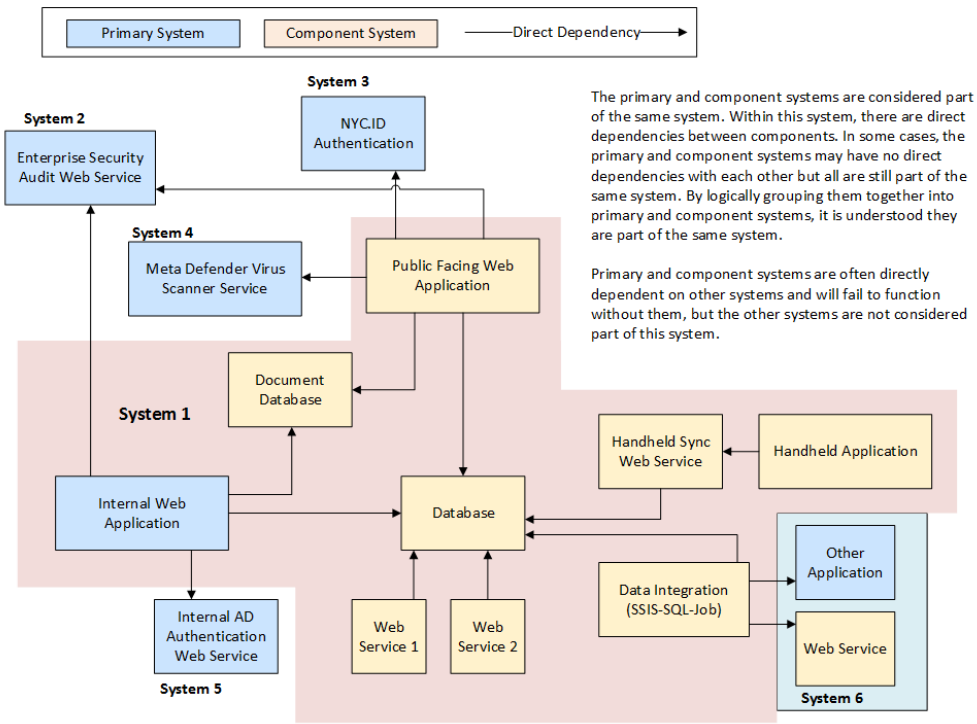 Primary System
Component System
Direct Dependency
System 3
NYC.ID
Authentication
System 2
Enterprise Security
Audit Web Service
System 4
Meta Defender Virus
Scanner Service
Public Facing Web
Application
The primary and component systems are considered part
of the same system. Within this system, there are direct
dependencies between components. In some cases, the
primary and component systems may have no direct
dependencies with each other but all are still part of the
same system. By logically grouping them together into
primary and component systems, it is understood they
are part of the same system.
Primary and component systems are often directly
dependent on other systems and will fail to function
without them, but the other systems are not considered
part of this system.
System 1
Document
Database
Handheld Sync
Web Service
Handheld Application
Internal Web
Application
Database
Other
Application
Data Integration
(SSIS-SQL-Job)
Internal AD
Authentication
Web Service
System 5
Web
Service 1
Web
Service 2
Web Service
System 6